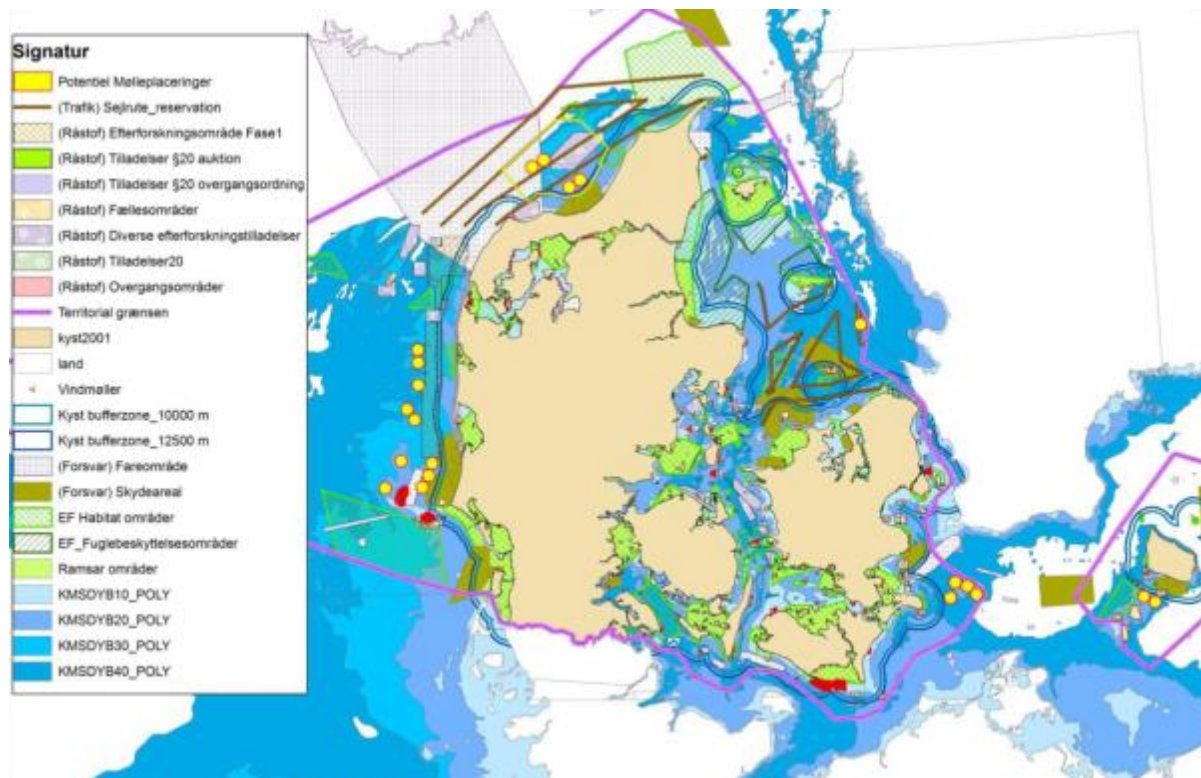 Signatur
Potentiel Mølleplaceringer
(Trafik) Sejlrute_reservation
(Råstof) Efterforskningsområde Fase1
(Råstof) Tilladelser §20 auktion
(Råstof) Tilladelser §20 overgangsordning
(Råstof) Fællesområder
(Råstof) Diverse efterforskningstilladelser
(Råstof) Tilladelser20
(Råstof) Overgangsområder
Territorial grænsen
kyst2001
land
Vindmøller
Kyst bufferzone_10000 m
Kyst bufferzone_12500 m
(Forsvar) Fareområde
(Forsvar) Skydeareal
EF Habitat områder
EF_Fuglebeskyttelsesområder
Ramsar områder
KMSDYB10_POLY
KMSDYB20_POLY
KMSDYB30_POLY
KMSDYB40_POLY